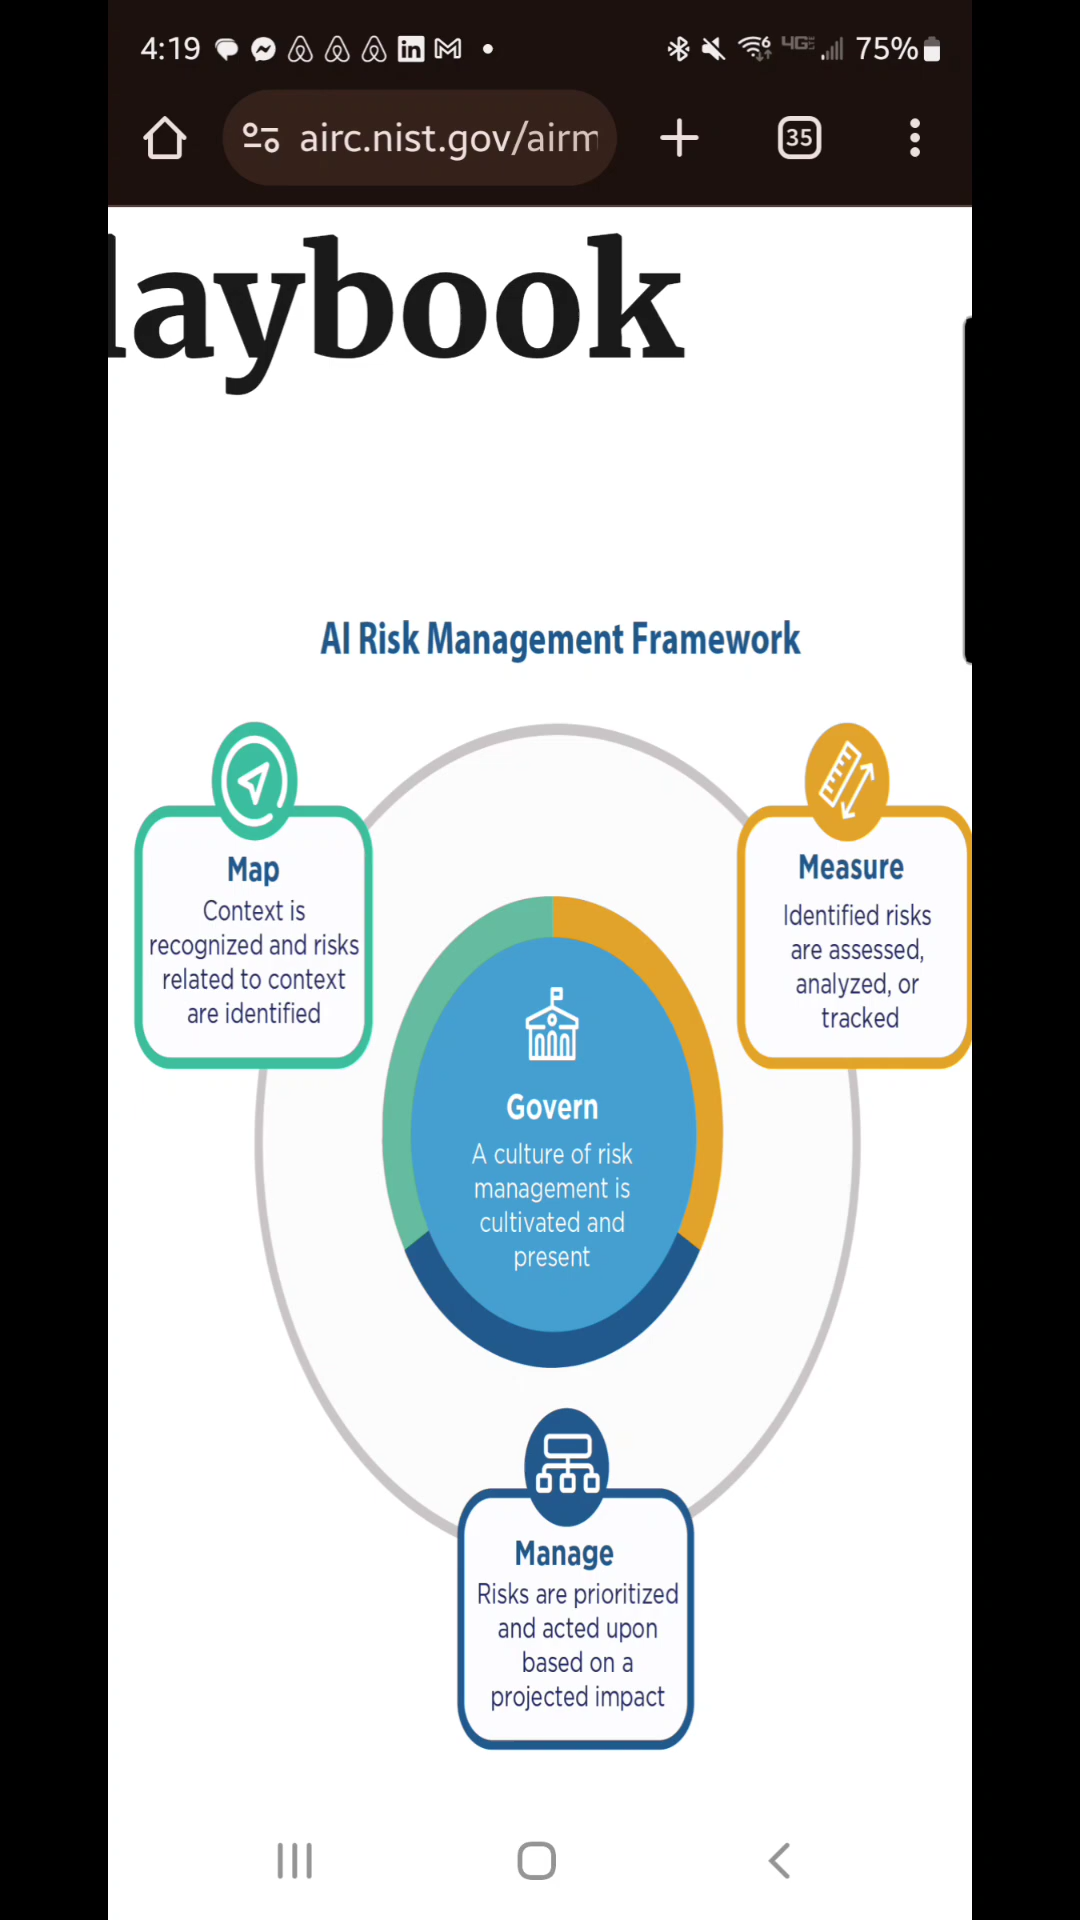 4:19
75%
airc.nist.gov/airm
35
laybook
AI Risk Management Framework
Map
Context is
recognized and risks
related to context
are identified
Measure
Identified risks
are assessed,
analyzed, or
tracked
Govern
A culture of risk
management is
cultivated and
present
Manage
Risks are prioritized
and acted upon
based on a
projected impact